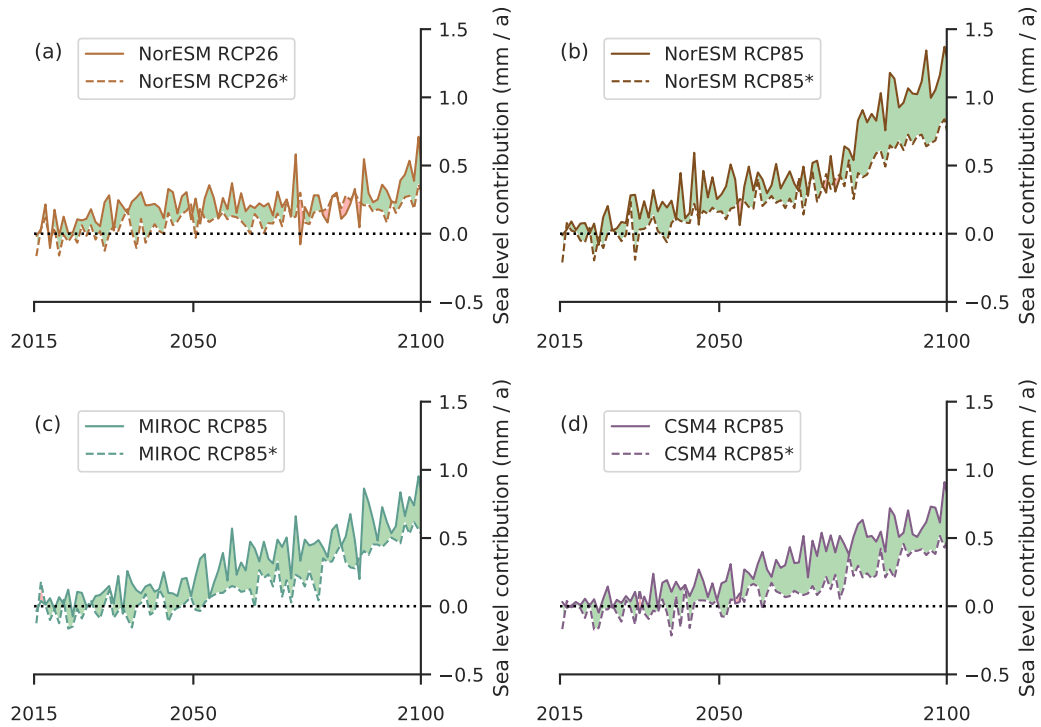 (a)
NorESM RCP26
NorESM RCP26*
1.5
1.0
0.5
0.0
−0.5
Sea level contribution (mm / a)
2015
2050
2100
(b)
NorESM RCP85
NorESM RCP85*
1.5
1.0
0.5
0.0
−0.5
Sea level contribution (mm / a)
2015
2050
2100
(c)
MIROC RCP85
MIROC RCP85*
1.5
1.0
0.5
0.0
−0.5
Sea level contribution (mm / a)
2015
2050
2100
(d)
CSM4 RCP85
CSM4 RCP85*
1.5
1.0
0.5
0.0
−0.5
Sea level contribution (mm / a)
2015
2050
2100